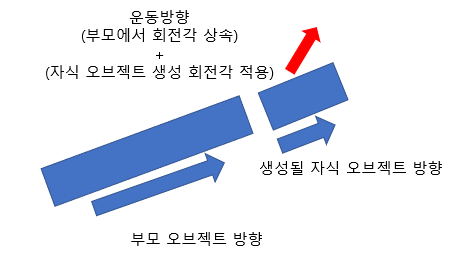 운동방향
(부모에서 회전각 상속)
+
(자식 오브젝트 생성 회전각 적용)
생성될 자식 오브젝트 방향
부모 오브젝트 방향